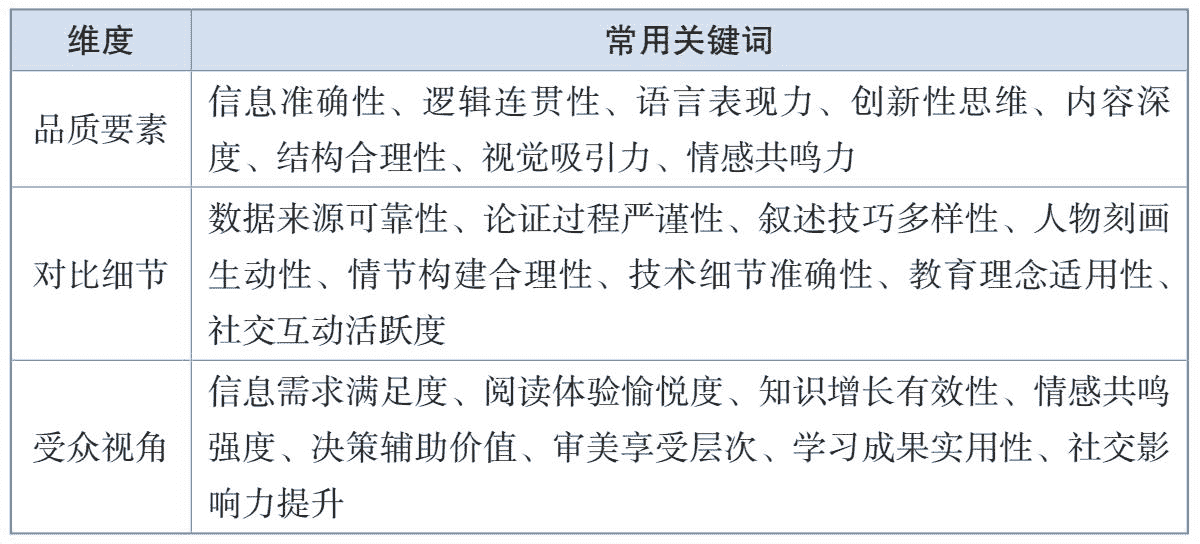 维度
常用关键词
品质要素
信息准确性、逻辑连贯性、语言表现力、创新性思维、内容深
度、结构合理性、视觉吸引力、情感共鸣力
对比细节
数据来源可靠性、论证过程严谨性、叙述技巧多样性、人物刻画
生动性、情节构建合理性、技术细节准确性、教育理念适用性、
社交互动活跃度
受众视角
信息需求满足度、阅读体验愉悦度、知识增长有效性、情感共鸣
强度、决策辅助价值、审美享受层次、学习成果实用性、社交影
响力提升